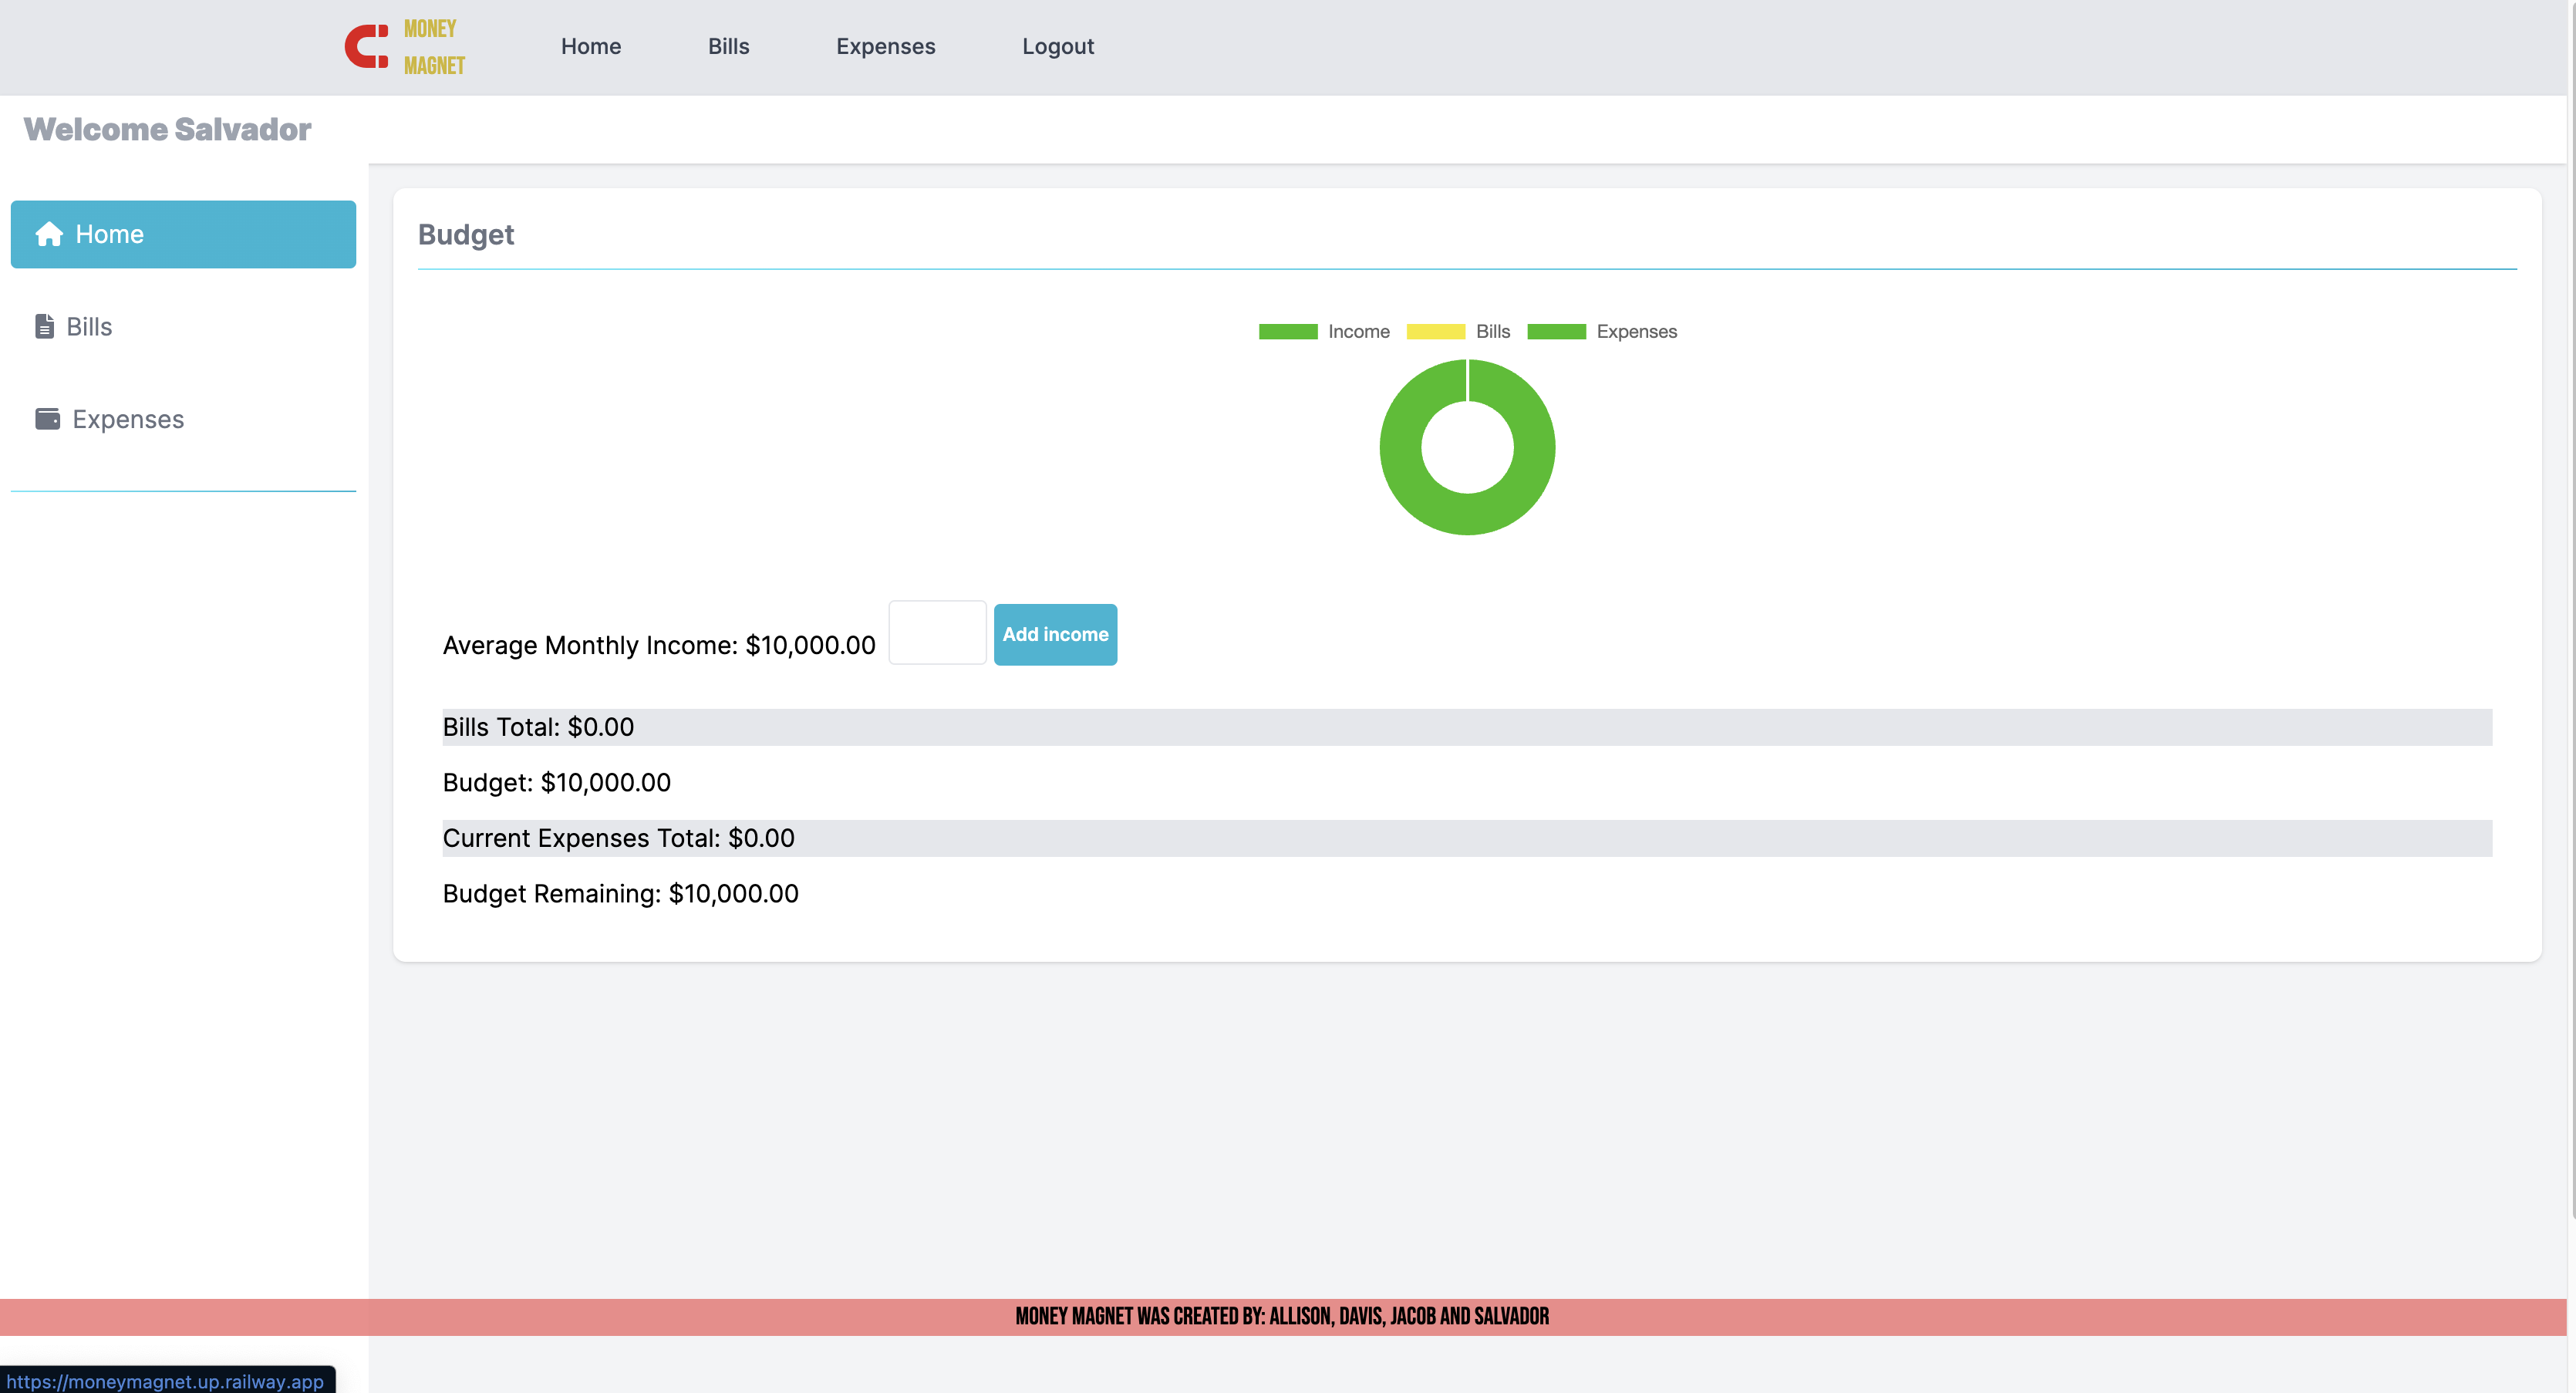 MONEY
MAGNET
Home
Bills
Expenses
Logout
Welcome Salvador
Home
Bills
Expenses
Budget
Income
Bills
Expenses
Average Monthly Income: $10,000.00
Add income
Bills Total: $0.00
Budget: $10,000.00
Current Expenses Total: $0.00
Budget Remaining: $10,000.00
MONEY MAGNET WAS CREATED BY: ALLISON, DAVIS, JACOB AND SALVADOR
https://moneymagnet.up.railway.app